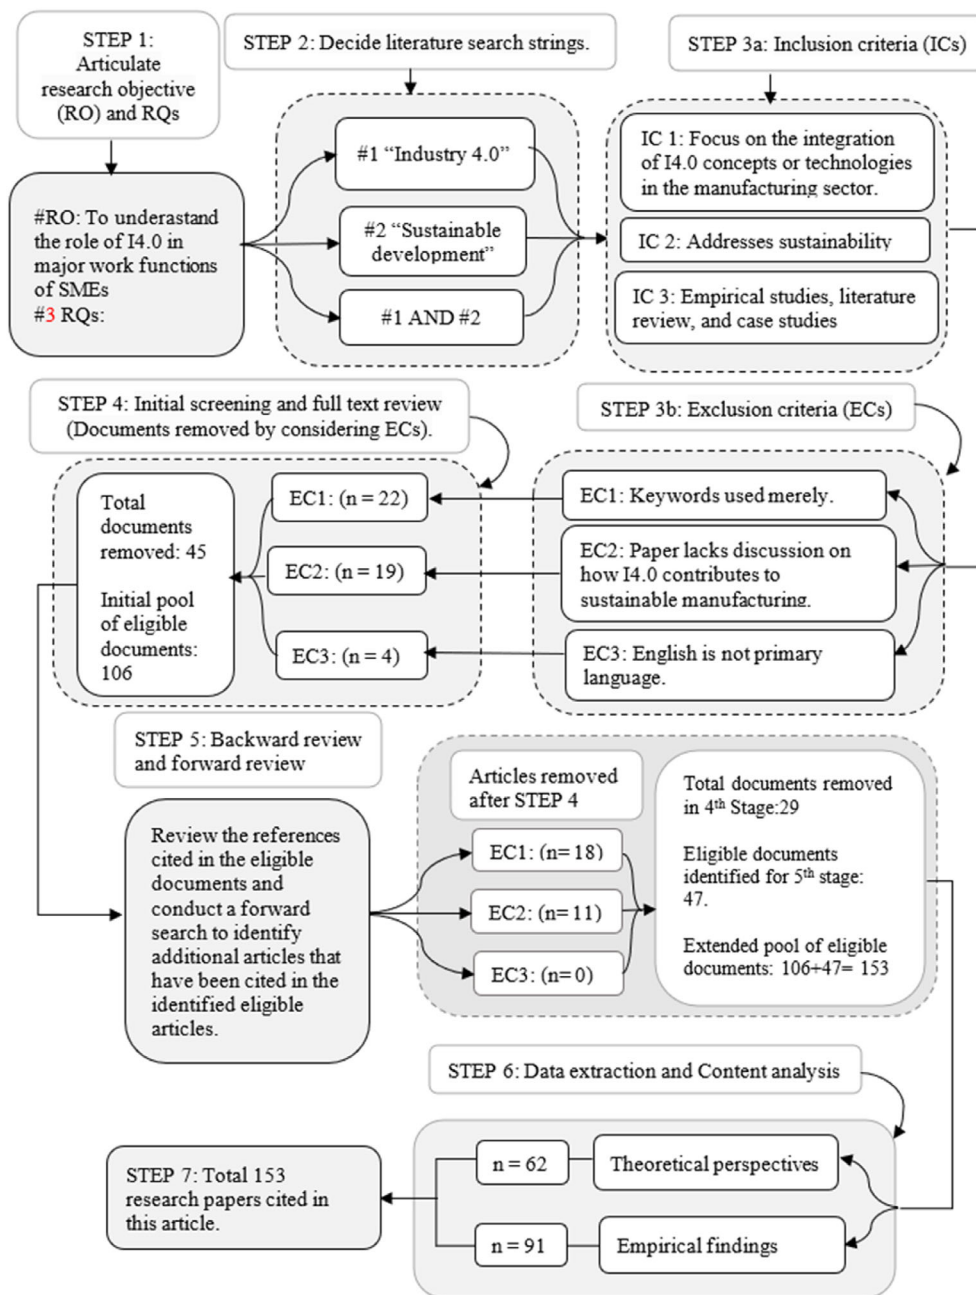 STEP 1:
Articulate
research objective
(RO) and RQs
#RO: To underastand
the role of I4.0 in
major work functions
of SMEs
#3 RQs:
STEP 2: Decide literature search strings.
#1 “Industry 4.0”
#2 “Sustainable
development”
#1 AND #2
STEP 3a: Inclusion criteria (ICs)
IC 1: Focus on the integration
of I4.0 concepts or technologies
in the manufacturing sector.
IC 2: Addresses sustainability
IC 3: Empirical studies, literature
review, and case studies
STEP 3b: Exclusion criteria (ECs)
EC1: Keywords used merely.
EC2: Paper lacks discussion on
how I4.0 contributes to
sustainable manufacturing.
EC3: English is not primary
language.
STEP 4: Initial screening and full text review
(Documents removed by considering ECs).
EC1: (n = 22)
EC2: (n = 19)
EC3: (n = 4)
Total
documents
removed: 45
Initial pool
of eligible
documents:
106
STEP 5: Backward review
and forward review
Review the references
cited in the eligible
documents and
conduct a forward
search to identify
additional articles that
have been cited in the
identified eligible
articles.
Articles removed
after STEP 4
EC1: (n= 18)
EC2: (n= 11)
EC3: (n= 0)
Total documents removed
in 4th Stage:29
Eligible documents
identified for 5th stage:
47.
Extended pool of eligible
documents: 106+47= 153
STEP 6: Data extraction and Content analysis
n = 62
Theoretical perspectives
n = 91
Empirical findings
STEP 7: Total 153
research papers cited in
this article.